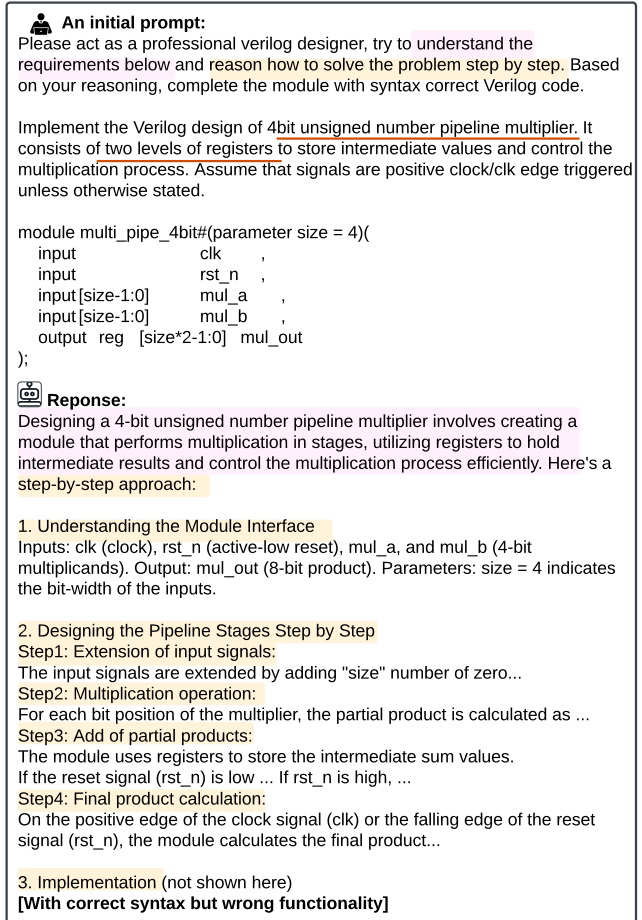 An initial prompt:
Please act as a professional verilog designer, try to understand the
requirements below and reason how to solve the problem step by step. Based
on your reasoning, complete the module with syntax correct Verilog code.
Implement the Verilog design of 4bit unsigned number pipeline multiplier. It
consists of two levels of registers to store intermediate values and control the
multiplication process. Assume that signals are positive clock/clk edge triggered
unless otherwise stated.
module multi_pipe_4bit#(parameter size = 4)(
input clk ,
input rst_n ,
input [size-1:0] mul_a ,
input [size-1:0] mul_b ,
output reg [size*2-1:0] mul_out
);
Reponse:
Designing a 4-bit unsigned number pipeline multiplier involves creating a
module that performs multiplication in stages, utilizing registers to hold
intermediate results and control the multiplication process efficiently. Here's a
step-by-step approach:
1. Understanding the Module Interface
Inputs: clk (clock), rst_n (active-low reset), mul_a, and mul_b (4-bit
multiplicands). Output: mul_out (8-bit product). Parameters: size = 4 indicates
the bit-width of the inputs.
2. Designing the Pipeline Stages Step by Step
Step1: Extension of input signals:
The input signals are extended by adding "size" number of zero...
Step2: Multiplication operation:
For each bit position of the multiplier, the partial product is calculated as ...
Step3: Add of partial products:
The module uses registers to store the intermediate sum values.
If the reset signal (rst_n) is low ... If rst_n is high, ...
Step4: Final product calculation:
On the positive edge of the clock signal (clk) or the falling edge of the reset
signal (rst_n), the module calculates the final product...
3. Implementation (not shown here)
[With correct syntax but wrong functionality]